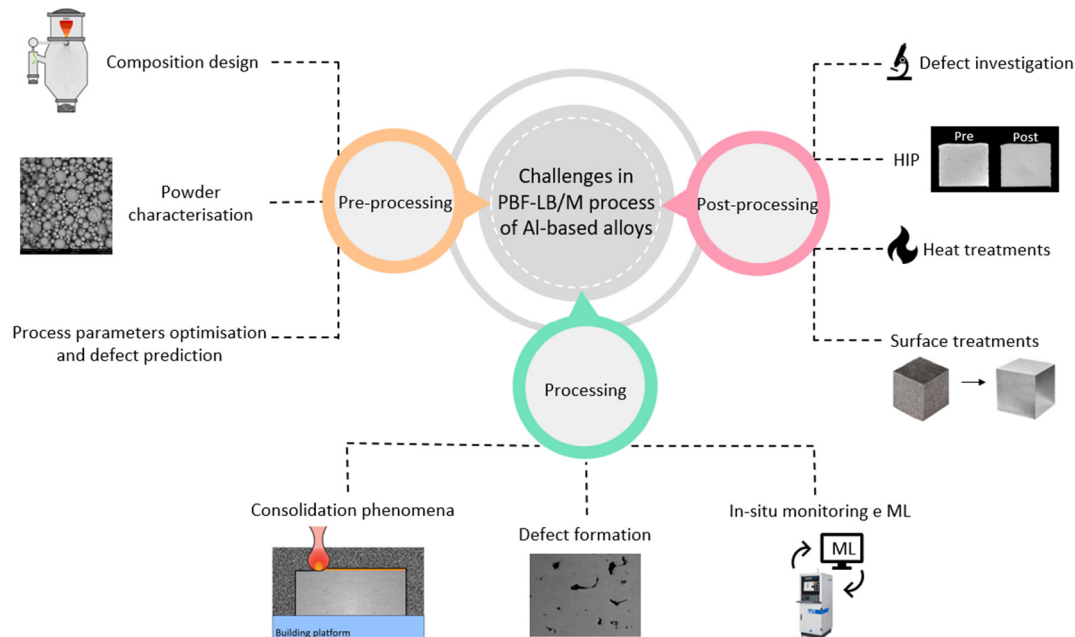 Composition design
Powder
characterisation
Process parameters optimisation
and defect prediction
Pre-processing
Challenges in
PBF-LB/M process
of Al-based alloys
Post-processing
Defect investigation
HIP
Pre
Post
Heat treatments
Surface treatments
Processing
Consolidation phenomena
Building platform
Defect formation
In-situ monitoring e ML
ML